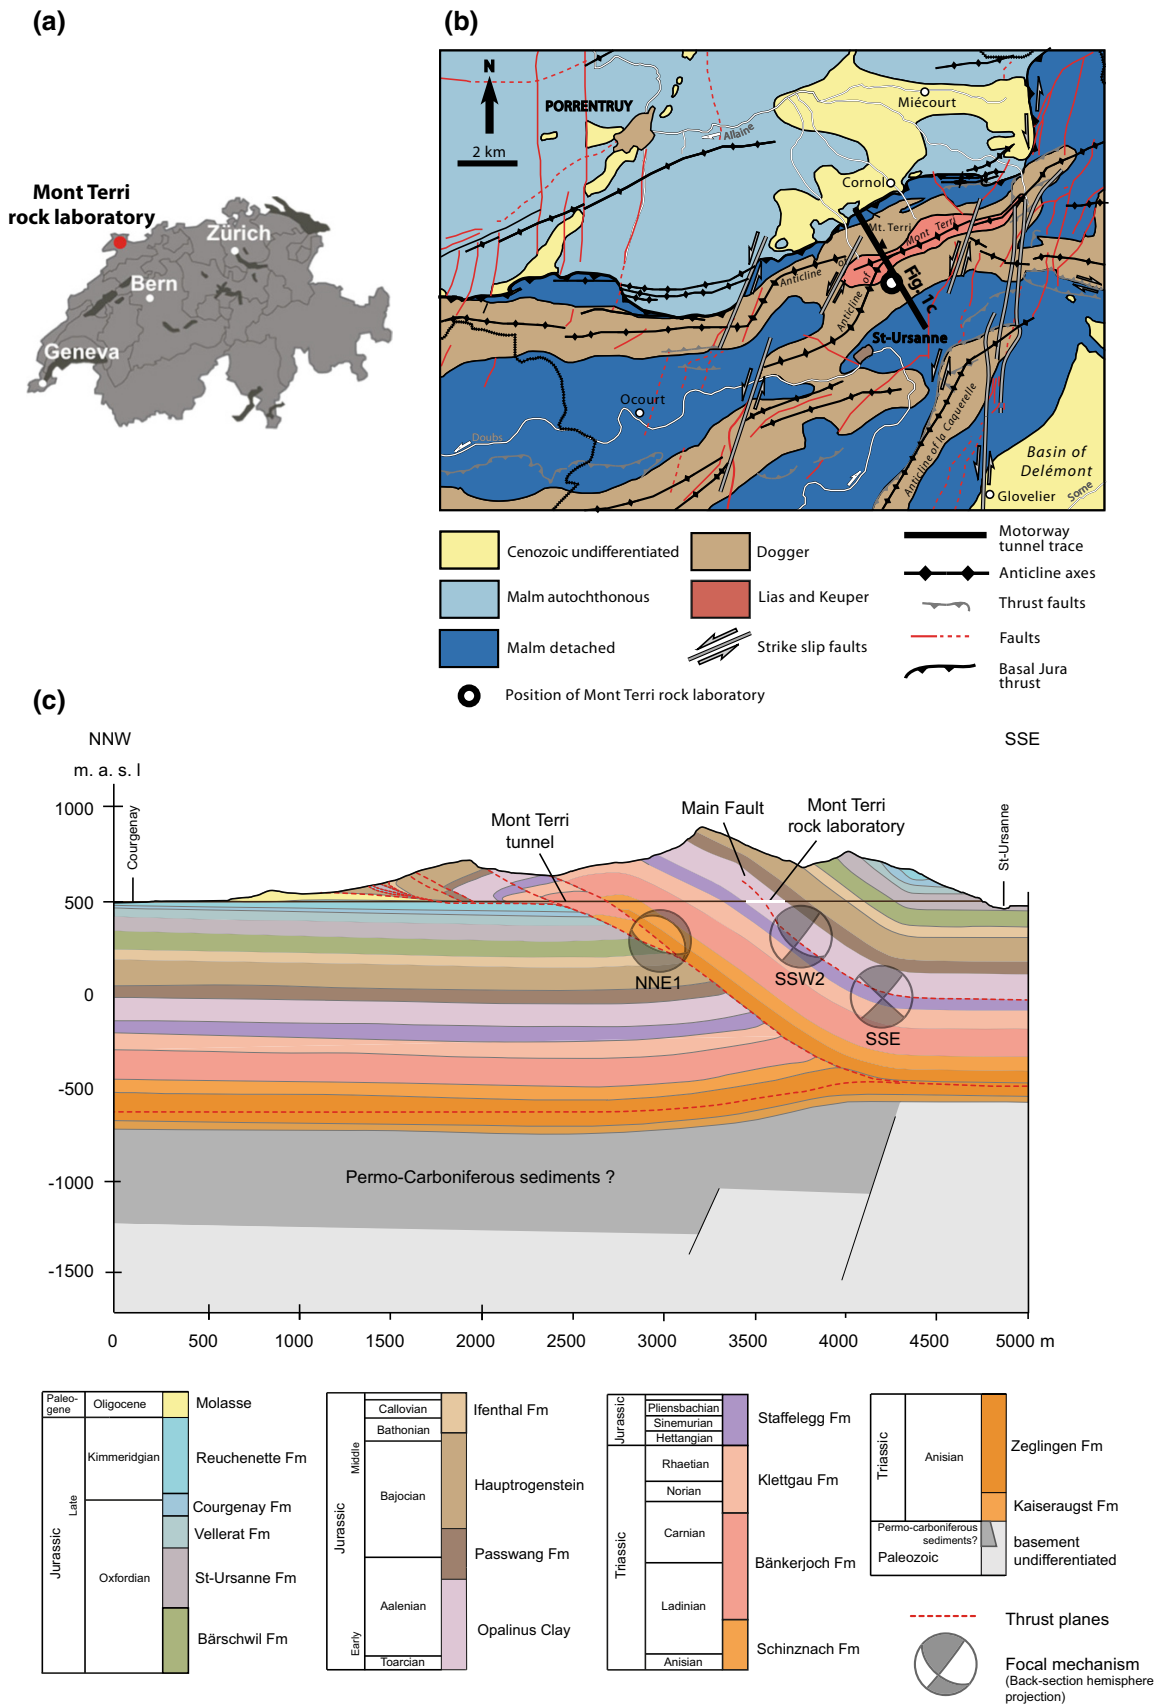 (a)
Mont Terri
rock laboratory
Zürich
Bern
Geneva
(b)
N
2 km
PORRENTRUY
Allaine
Miécourt
Cornol
Mt. Terri
Mont Terri
Anticline of
Anticline of
Fig. 1c
St-Ursanne
Ocourt
Doubs
Anticline of la Caquerelle
Basin of
Delémont
Glovelier
Sorne
Cenozoic undifferentiated
Malm autochthonous
Malm detached
Dogger
Lias and Keuper
Strike slip faults
Motorway
tunnel trace
Anticline axes
Thrust faults
Faults
Basal Jura
thrust
Position of Mont Terri rock laboratory
(c)
NNW
SSE
m. a. s. l
1000
500
0
-500
-1000
-1500
Courgenay
Mont Terri
tunnel
Main Fault
Mont Terri
rock laboratory
St-Ursanne
NNE1
SSW2
SSE
Permo-Carboniferous sediments ?
0 500 1000 1500 2000 2500 3000 3500 4000 4500 5000 m
Paleo-
gene
Oligocene
Molasse
Jurassic
Late
Kimmeridgian
Oxfordian
Reuchenette Fm
Courgenay Fm
Vellerat Fm
St-Ursanne Fm
Bärschwil Fm
Jurassic
Middle
Early
Callovian
Bathonian
Bajocian
Aalenian
Toarcian
Ifenthal Fm
Hauptrogenstein
Passwang Fm
Opalinus Clay
Jurassic
Pliensbachian
Sinemurian
Hettangian
Staffelegg Fm
Triassic
Rhaetian
Norian
Carnian
Ladinian
Anisian
Klettgau Fm
Bänkerjoch Fm
Schinznach Fm
Triassic
Anisian
Zeglingen Fm
Kaiseraugst Fm
Permo-carboniferous
sediments?
Paleozoic
basement
undifferentiated
Thrust planes
Focal mechanism
(Back-section hemisphere
projection)